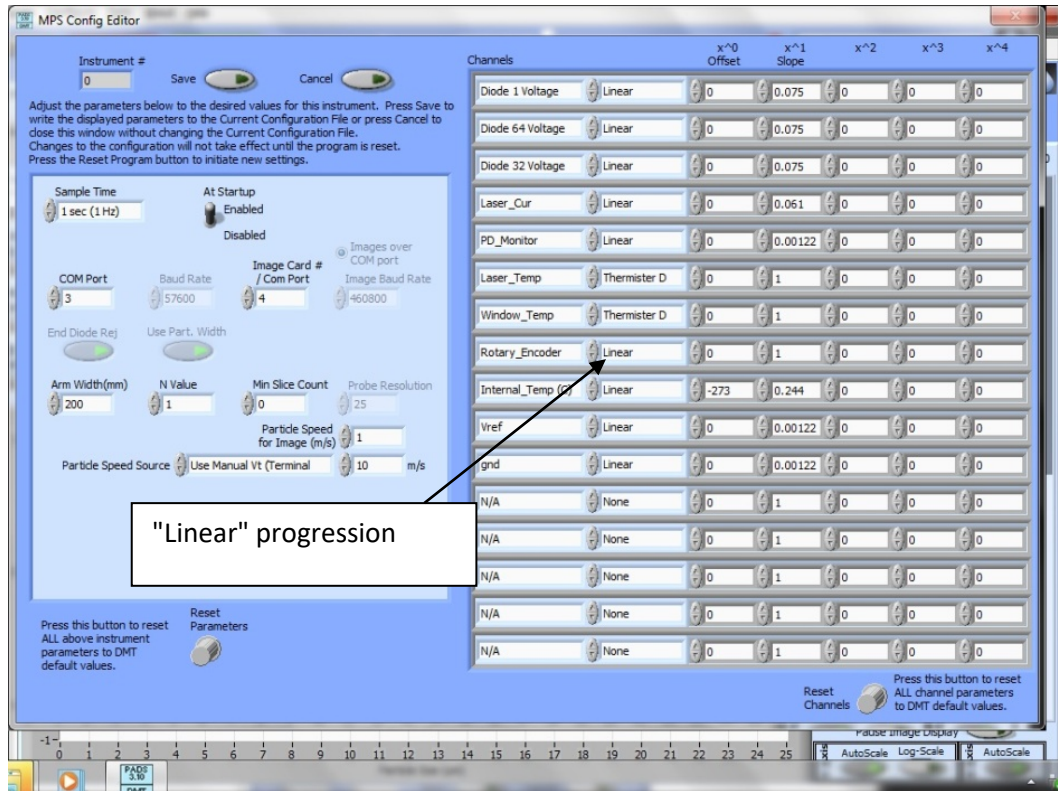 PADS
3.10
DMT
MPS Config Editor
Instrument #
0
Save
Cancel
Adjust the parameters below to the desired values for this instrument. Press Save to
write the displayed parameters to the Current Configuration File or press Cancel to
close this window without changing the Current Configuration File.
Changes to the configuration will not take effect until the program is reset.
Press the Reset Program button to initiate new settings.
Sample Time
1 sec (1 Hz)
At Startup
Enabled
Disabled
Images over
COM port
COM Port
3
Baud Rate
57600
Image Card #
/ Com Port
4
Image Baud Rate
460800
End Diode Rej
Use Part. Width
Arm Width(mm)
200
N Value
1
Min Slice Count
0
Probe Resolution
25
Particle Speed
for Image (m/s)
1
Particle Speed Source
Use Manual Vt (Terminal
10
m/s
"Linear" progression
Press this button to reset
ALL above instrument
parameters to DMT
default values.
Reset
Parameters
Channels
x^0
Offset
x^1
Slope
x^2
x^3
x^4
Diode 1 Voltage Linear 0 0.075 0 0 0
Diode 64 Voltage Linear 0 0.075 0 0 0
Diode 32 Voltage Linear 0 0.075 0 0 0
Laser_Cur Linear 0 0.061 0 0 0
PD_Monitor Linear 0 0.00122 0 0 0
Laser_Temp Thermister D 0 1 0 0 0
Window_Temp Thermister D 0 1 0 0 0
Rotary_Encoder Linear 0 1 0 0 0
Internal_Temp (C) Linear -273 0.244 0 0 0
Vref Linear 0 0.00122 0 0 0
gnd Linear 0 0.00122 0 0 0
N/A None 0 1 0 0 0
N/A None 0 1 0 0 0
N/A None 0 1 0 0 0
N/A None 0 1 0 0 0
N/A None 0 1 0 0 0
Reset
Channels
Press this button to reset
ALL channel parameters
to DMT default values.
-1
0 1 2 3 4 5 6 7 8 9 10 11 12 13 14 15 16 17 18 19 20 21 22 23 24 25
Pause Image Display
AutoScale Log-Scale AutoScale
PADS
3.10
DMT